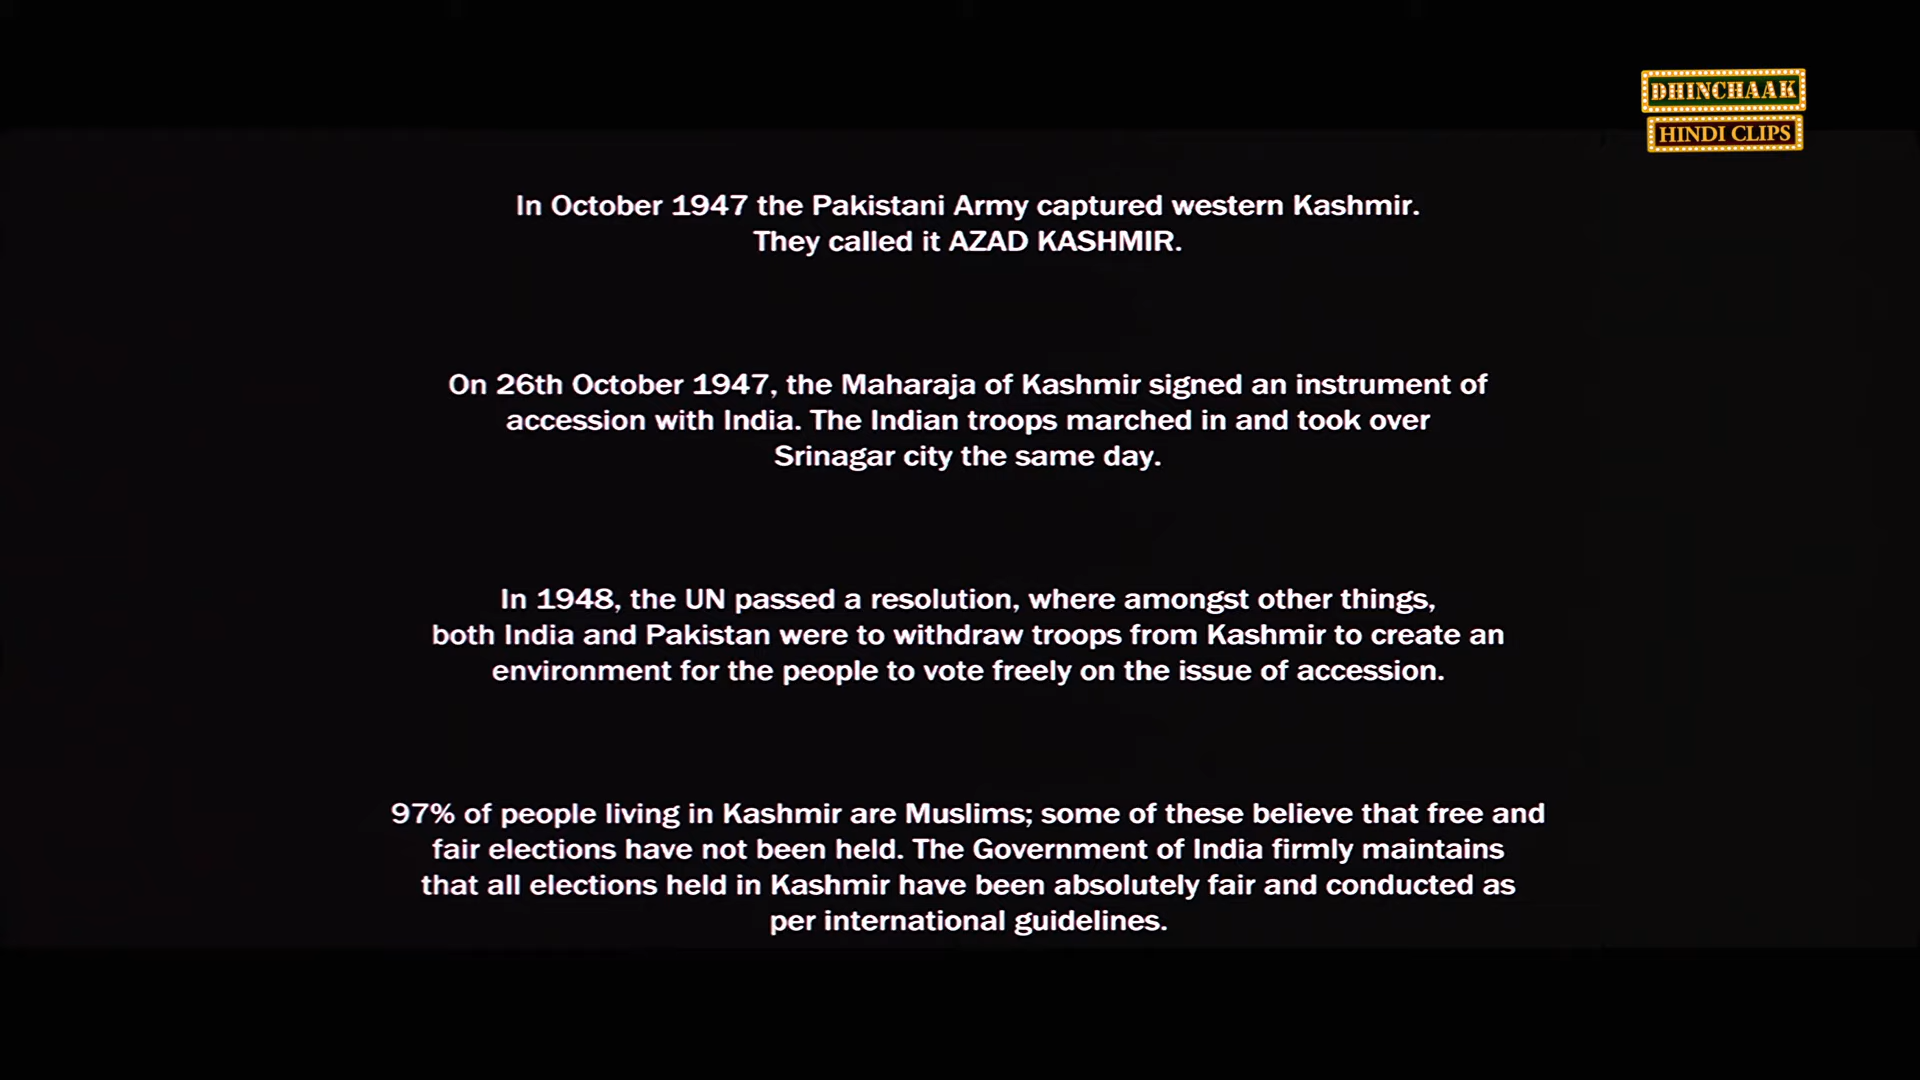 DHINCHAAK
HINDI CLIPS
In October 1947 the Pakistani Army captured western Kashmir.
They called it AZAD KASHMIR.
On 26th October 1947, the Maharaja of Kashmir signed an instrument of
accession with India. The Indian troops marched in and took over
Srinagar city the same day.
In 1948, the UN passed a resolution, where amongst other things,
both India and Pakistan were to withdraw troops from Kashmir to create an
environment for the people to vote freely on the issue of accession.
97% of people living in Kashmir are Muslims; some of these believe that free and
fair elections have not been held. The Government of India firmly maintains
that all elections held in Kashmir have been absolutely fair and conducted as
per international guidelines.